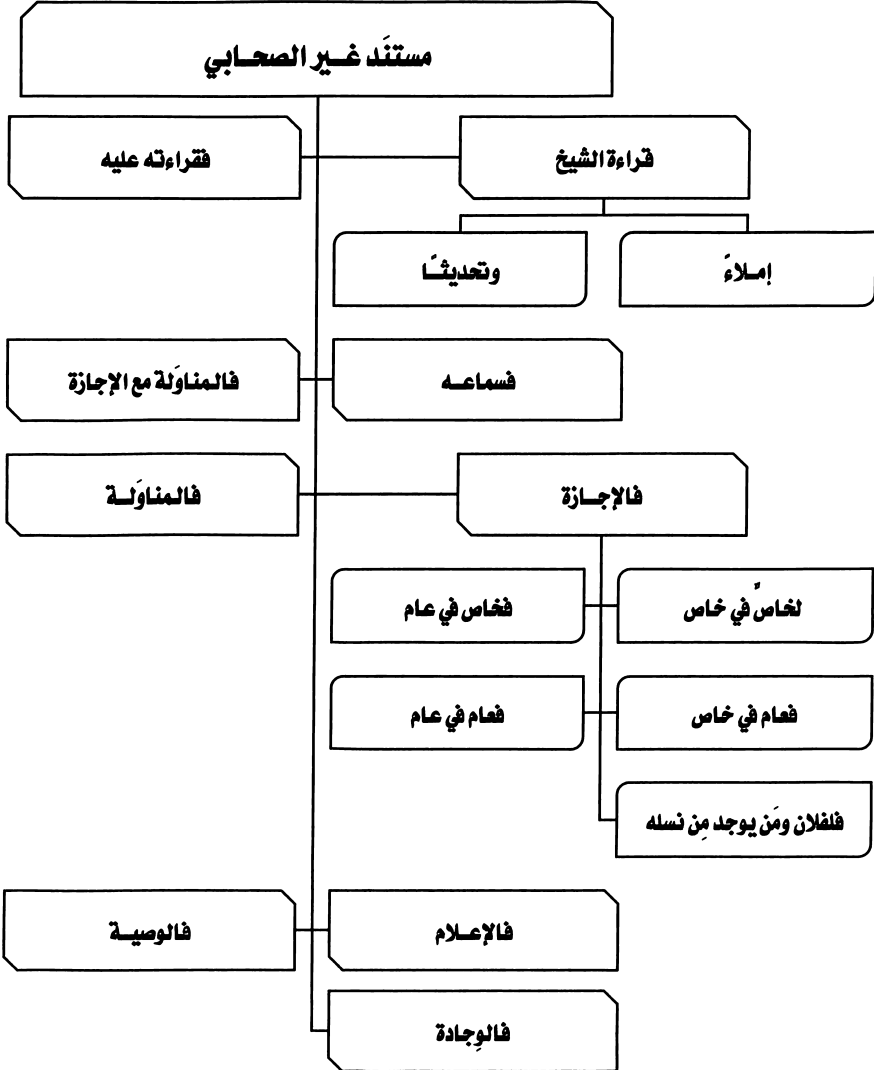 مستنَد غير الصحابي
قراءة الشيخ
فقراءته عليه
إملاءً
وتحديثًا
فسماعه
فالمناوَلة مع الإجازة
فالإجازة
فالمناوَلة
لخاصٍّ في خاص
فخاص في عام
فعام في خاص
فعام في عام
فلفلان ومَن يوجد مِن نسله
فالإعلام
فالوصية
فالوِجادة